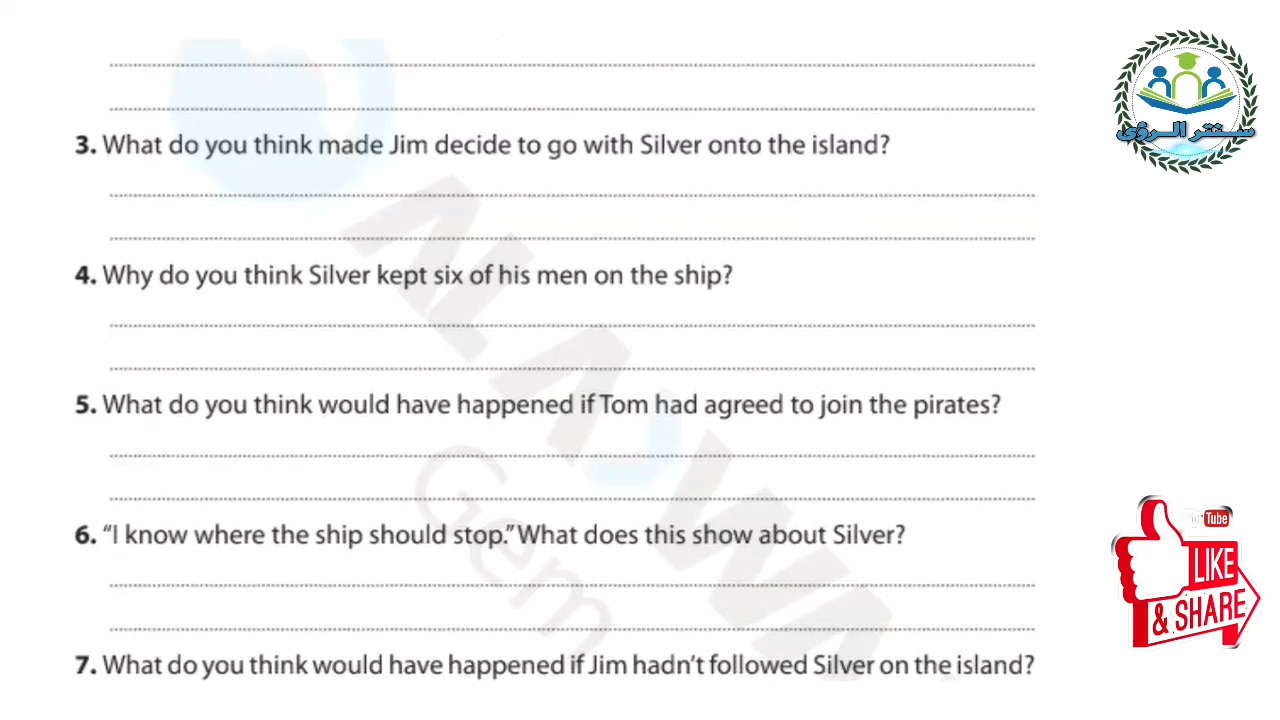 3. What do you think made Jim decide to go with Silver onto the island?
4. Why do you think Silver kept six of his men on the ship?
5. What do you think would have happened if Tom had agreed to join the pirates?
6. “I know where the ship should stop.” What does this show about Silver?
7. What do you think would have happened if Jim hadn’t followed Silver on the island?
ALADWAA
Gem
سنتر الرؤى
YouTube
LIKE
& SHARE